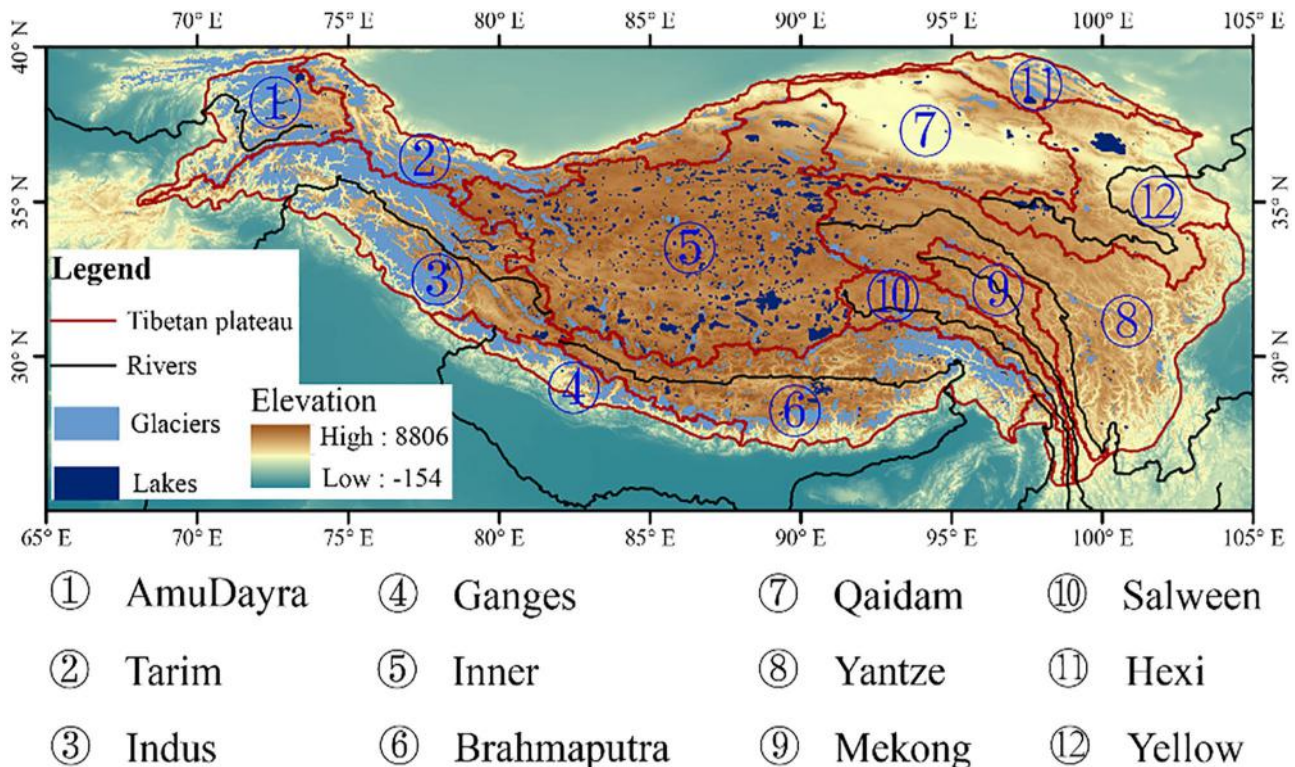 70° E 75° E 80° E 85° E 90° E 95° E 100° E 105° E
40° N
40° N
35° N
35° N
30° N
30° N
① ② ③ ④ ⑤ ⑥ ⑦ ⑧ ⑨ ⑩ ⑪ ⑫
Legend
Tibetan plateau
Rivers
Glaciers
Lakes
Elevation
High : 8806
Low : -154
65° E 70° E 75° E 80° E 85° E 90° E 95° E 100° E 105° E
① AmuDayra ④ Ganges ⑦ Qaidam ⑩ Salween
② Tarim ⑤ Inner ⑧ Yantze ⑪ Hexi
③ Indus ⑥ Brahmaputra ⑨ Mekong ⑫ Yellow